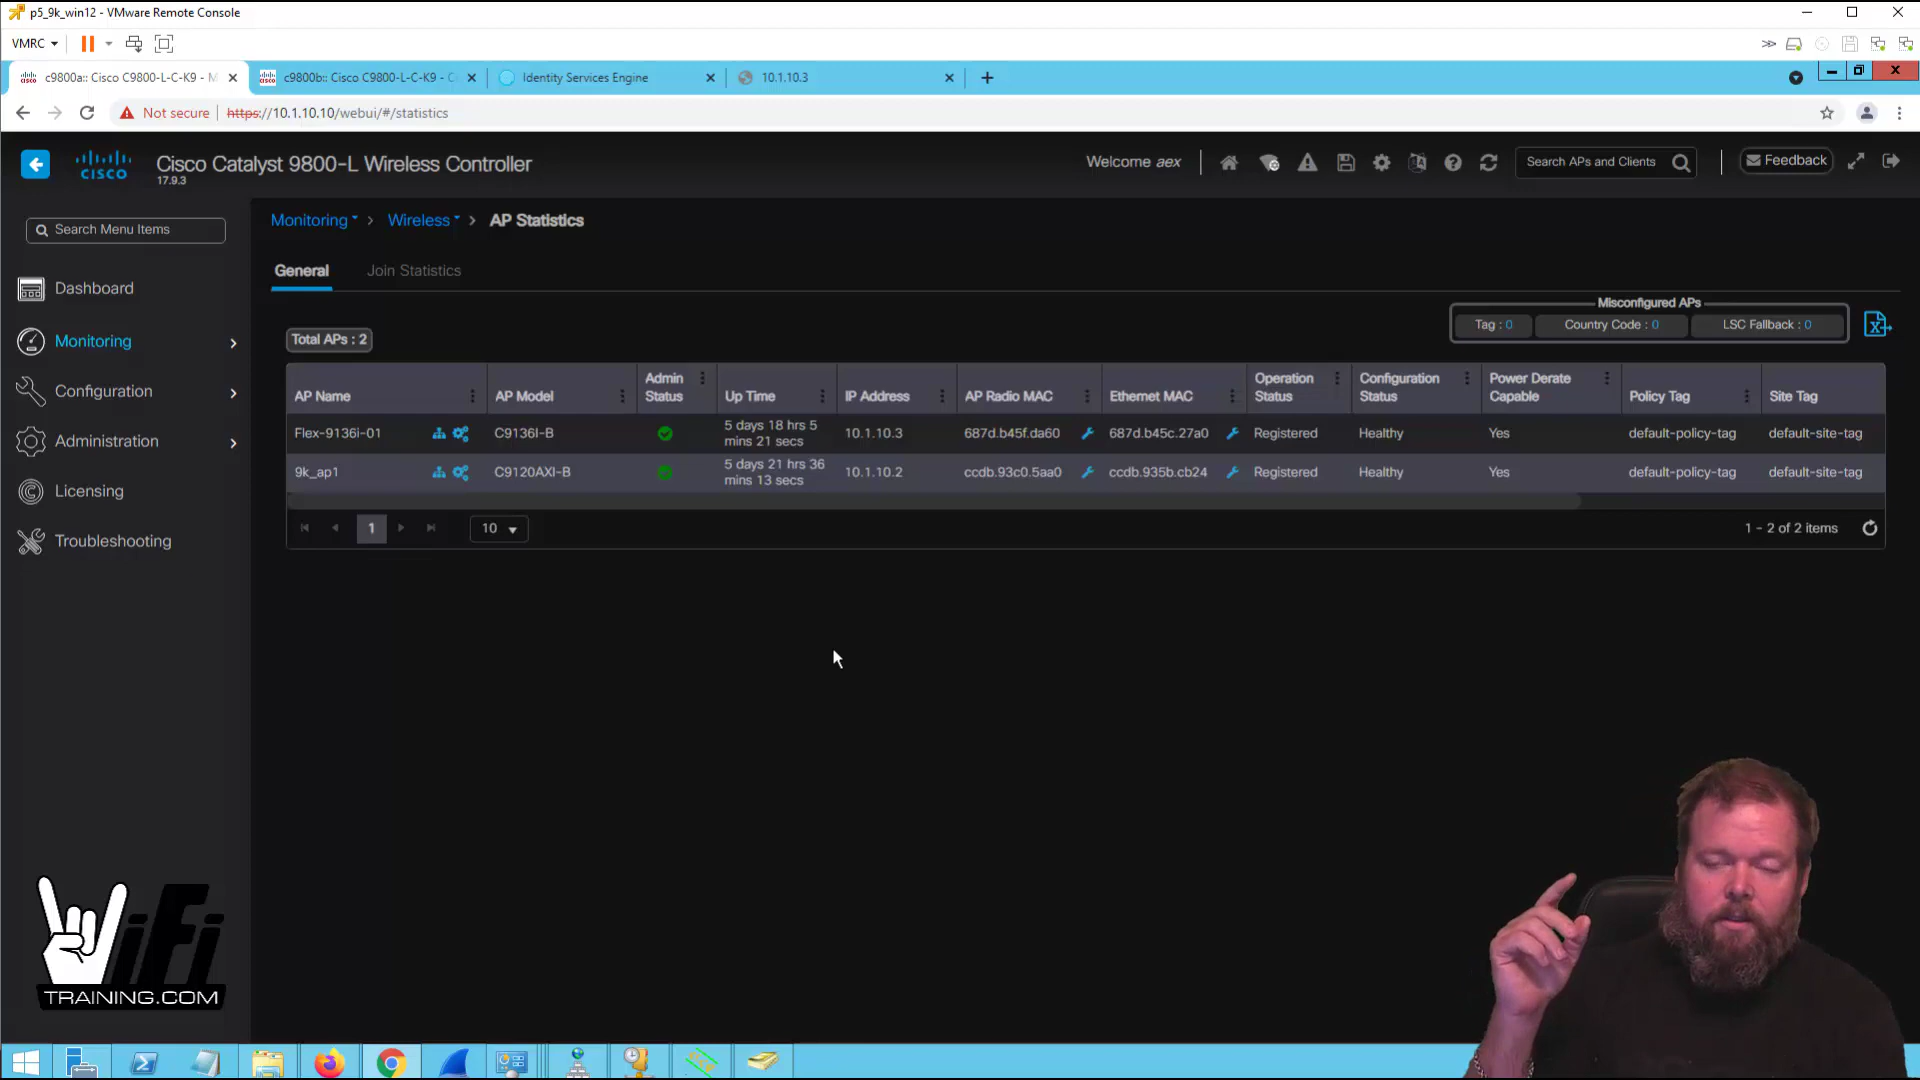 p5_9k_win12 - VMware Remote Console
VMRC
c9800a:: Cisco C9800-L-C-K9 - M
c9800b:: Cisco C9800-L-C-K9 - C
Identity Services Engine
10.1.10.3
Not secure
https://10.1.10.10/webui/#/statistics
CISCO
Cisco Catalyst 9800-L Wireless Controller
17.9.3
Welcome aex
Search APs and Clients
Feedback
Search Menu Items
Monitoring > Wireless > AP Statistics
General
Join Statistics
Dashboard
Monitoring
Configuration
Administration
Licensing
Troubleshooting
Misconfigured APs
Tag : 0
Country Code : 0
LSC Fallback : 0
Total APs : 2
AP Name
AP Model
Admin Status
Up Time
IP Address
AP Radio MAC
Ethernet MAC
Operation Status
Configuration Status
Power Derate Capable
Policy Tag
Site Tag
Flex-9136i-01
C9136I-B
5 days 18 hrs 5
mins 21 secs
10.1.10.3
687d.b45f.da60
687d.b45c.27a0
Registered
Healthy
Yes
default-policy-tag
default-site-tag
9k_ap1
C9120AXI-B
5 days 21 hrs 36
mins 13 secs
10.1.10.2
ccdb.93c0.5aa0
ccdb.935b.cb24
Registered
Healthy
Yes
default-policy-tag
default-site-tag
1
10
1 - 2 of 2 items
WiFi
TRAINING.COM